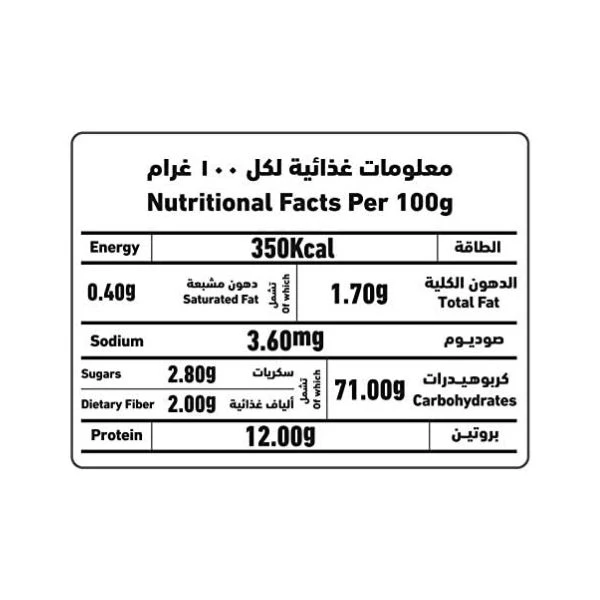 معلومات غذائية لكل ١٠٠ غرام
Nutritional Facts Per 100g
Energy 350Kcal الطاقة
0.40g دهون مشبعة Saturated Fat تشمل Of which 1.70g الدهون الكلية Total Fat
Sodium 3.60mg صوديوم
Sugars 2.80g سكريات
Dietary Fiber 2.00g ألياف غذائية
تشمل Of which 71.00g كربوهيدرات Carbohydrates
Protein 12.00g بروتين